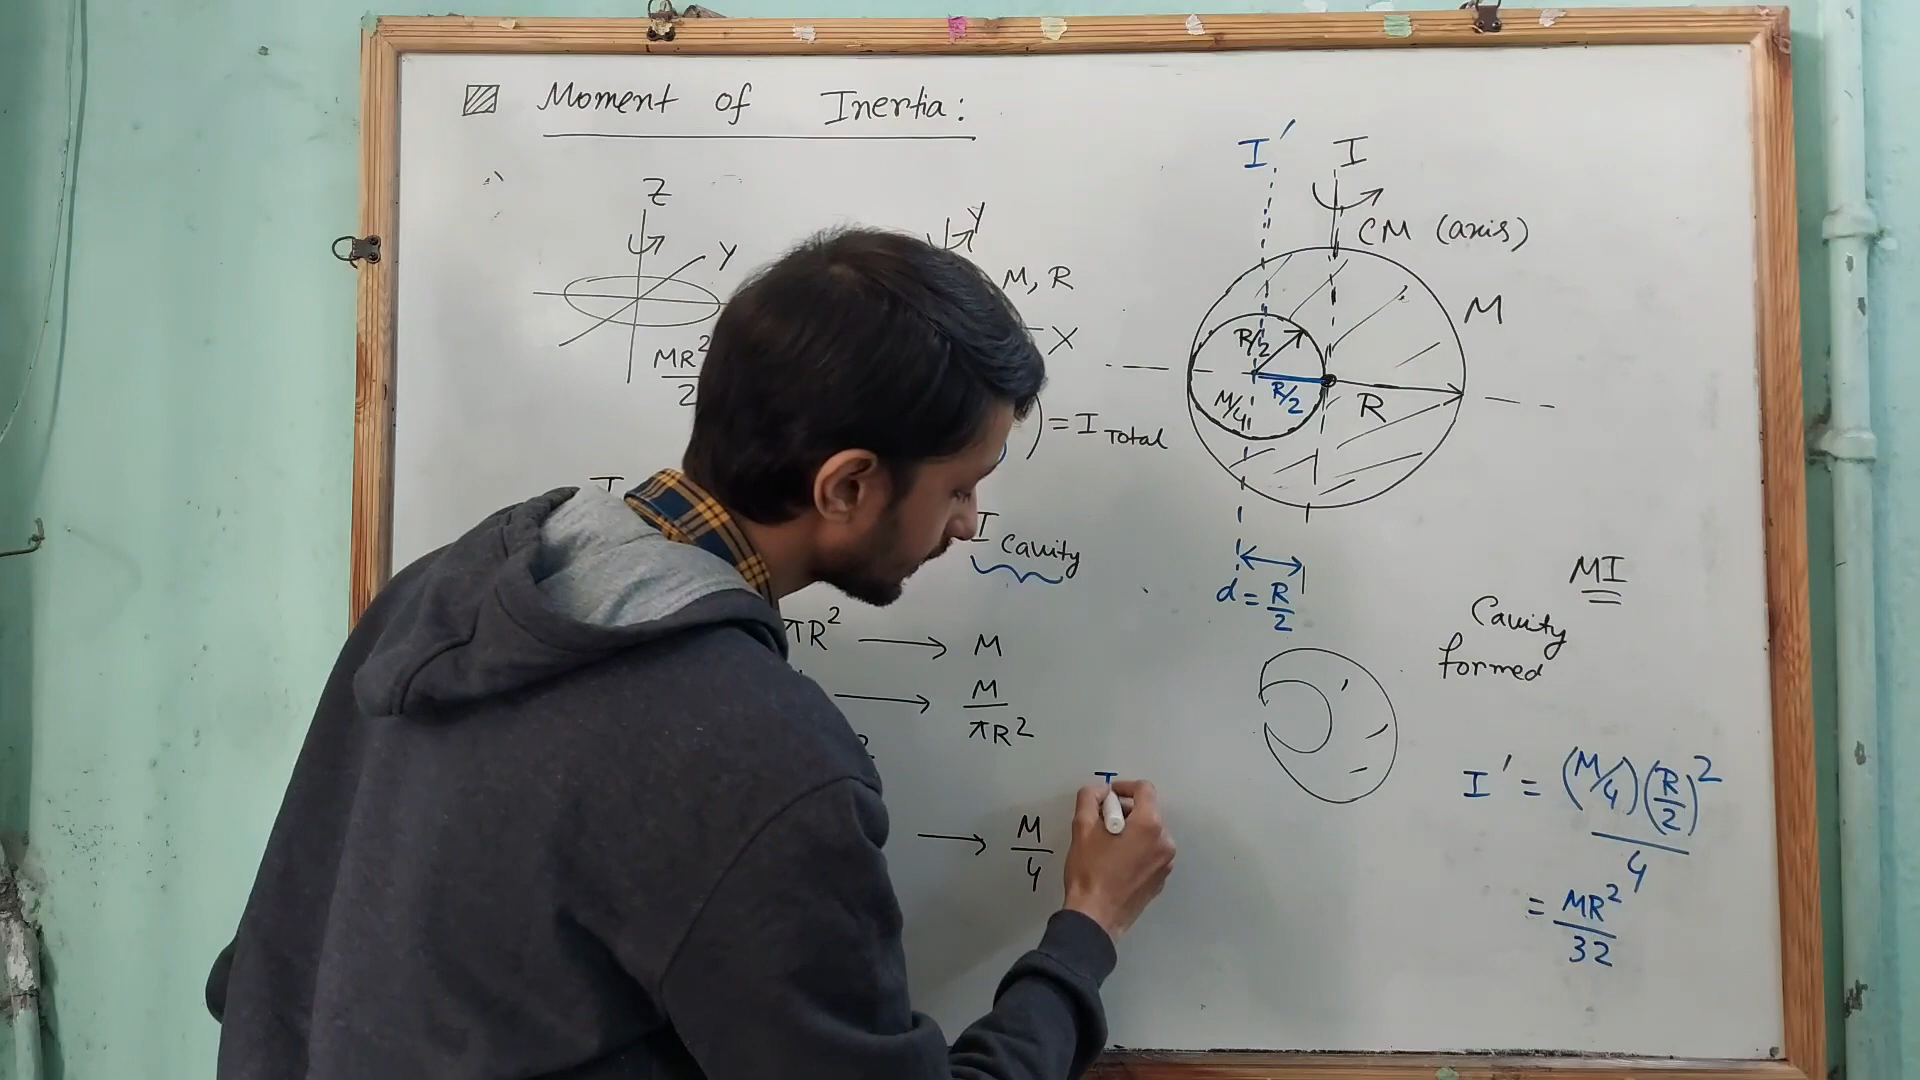 Moment of Inertia:
Z
Y
MR²
2
Y
M, R
X
) = I Total
I
I Cavity
πR² → M
→ M
πR²
2
→ M
4
I
I' I
CM (axis)
M
R/2
R/2
M/4
R
d = R
2
MI
Cavity
formed
I' = (M/4)(R/2)²
4
= MR²
32